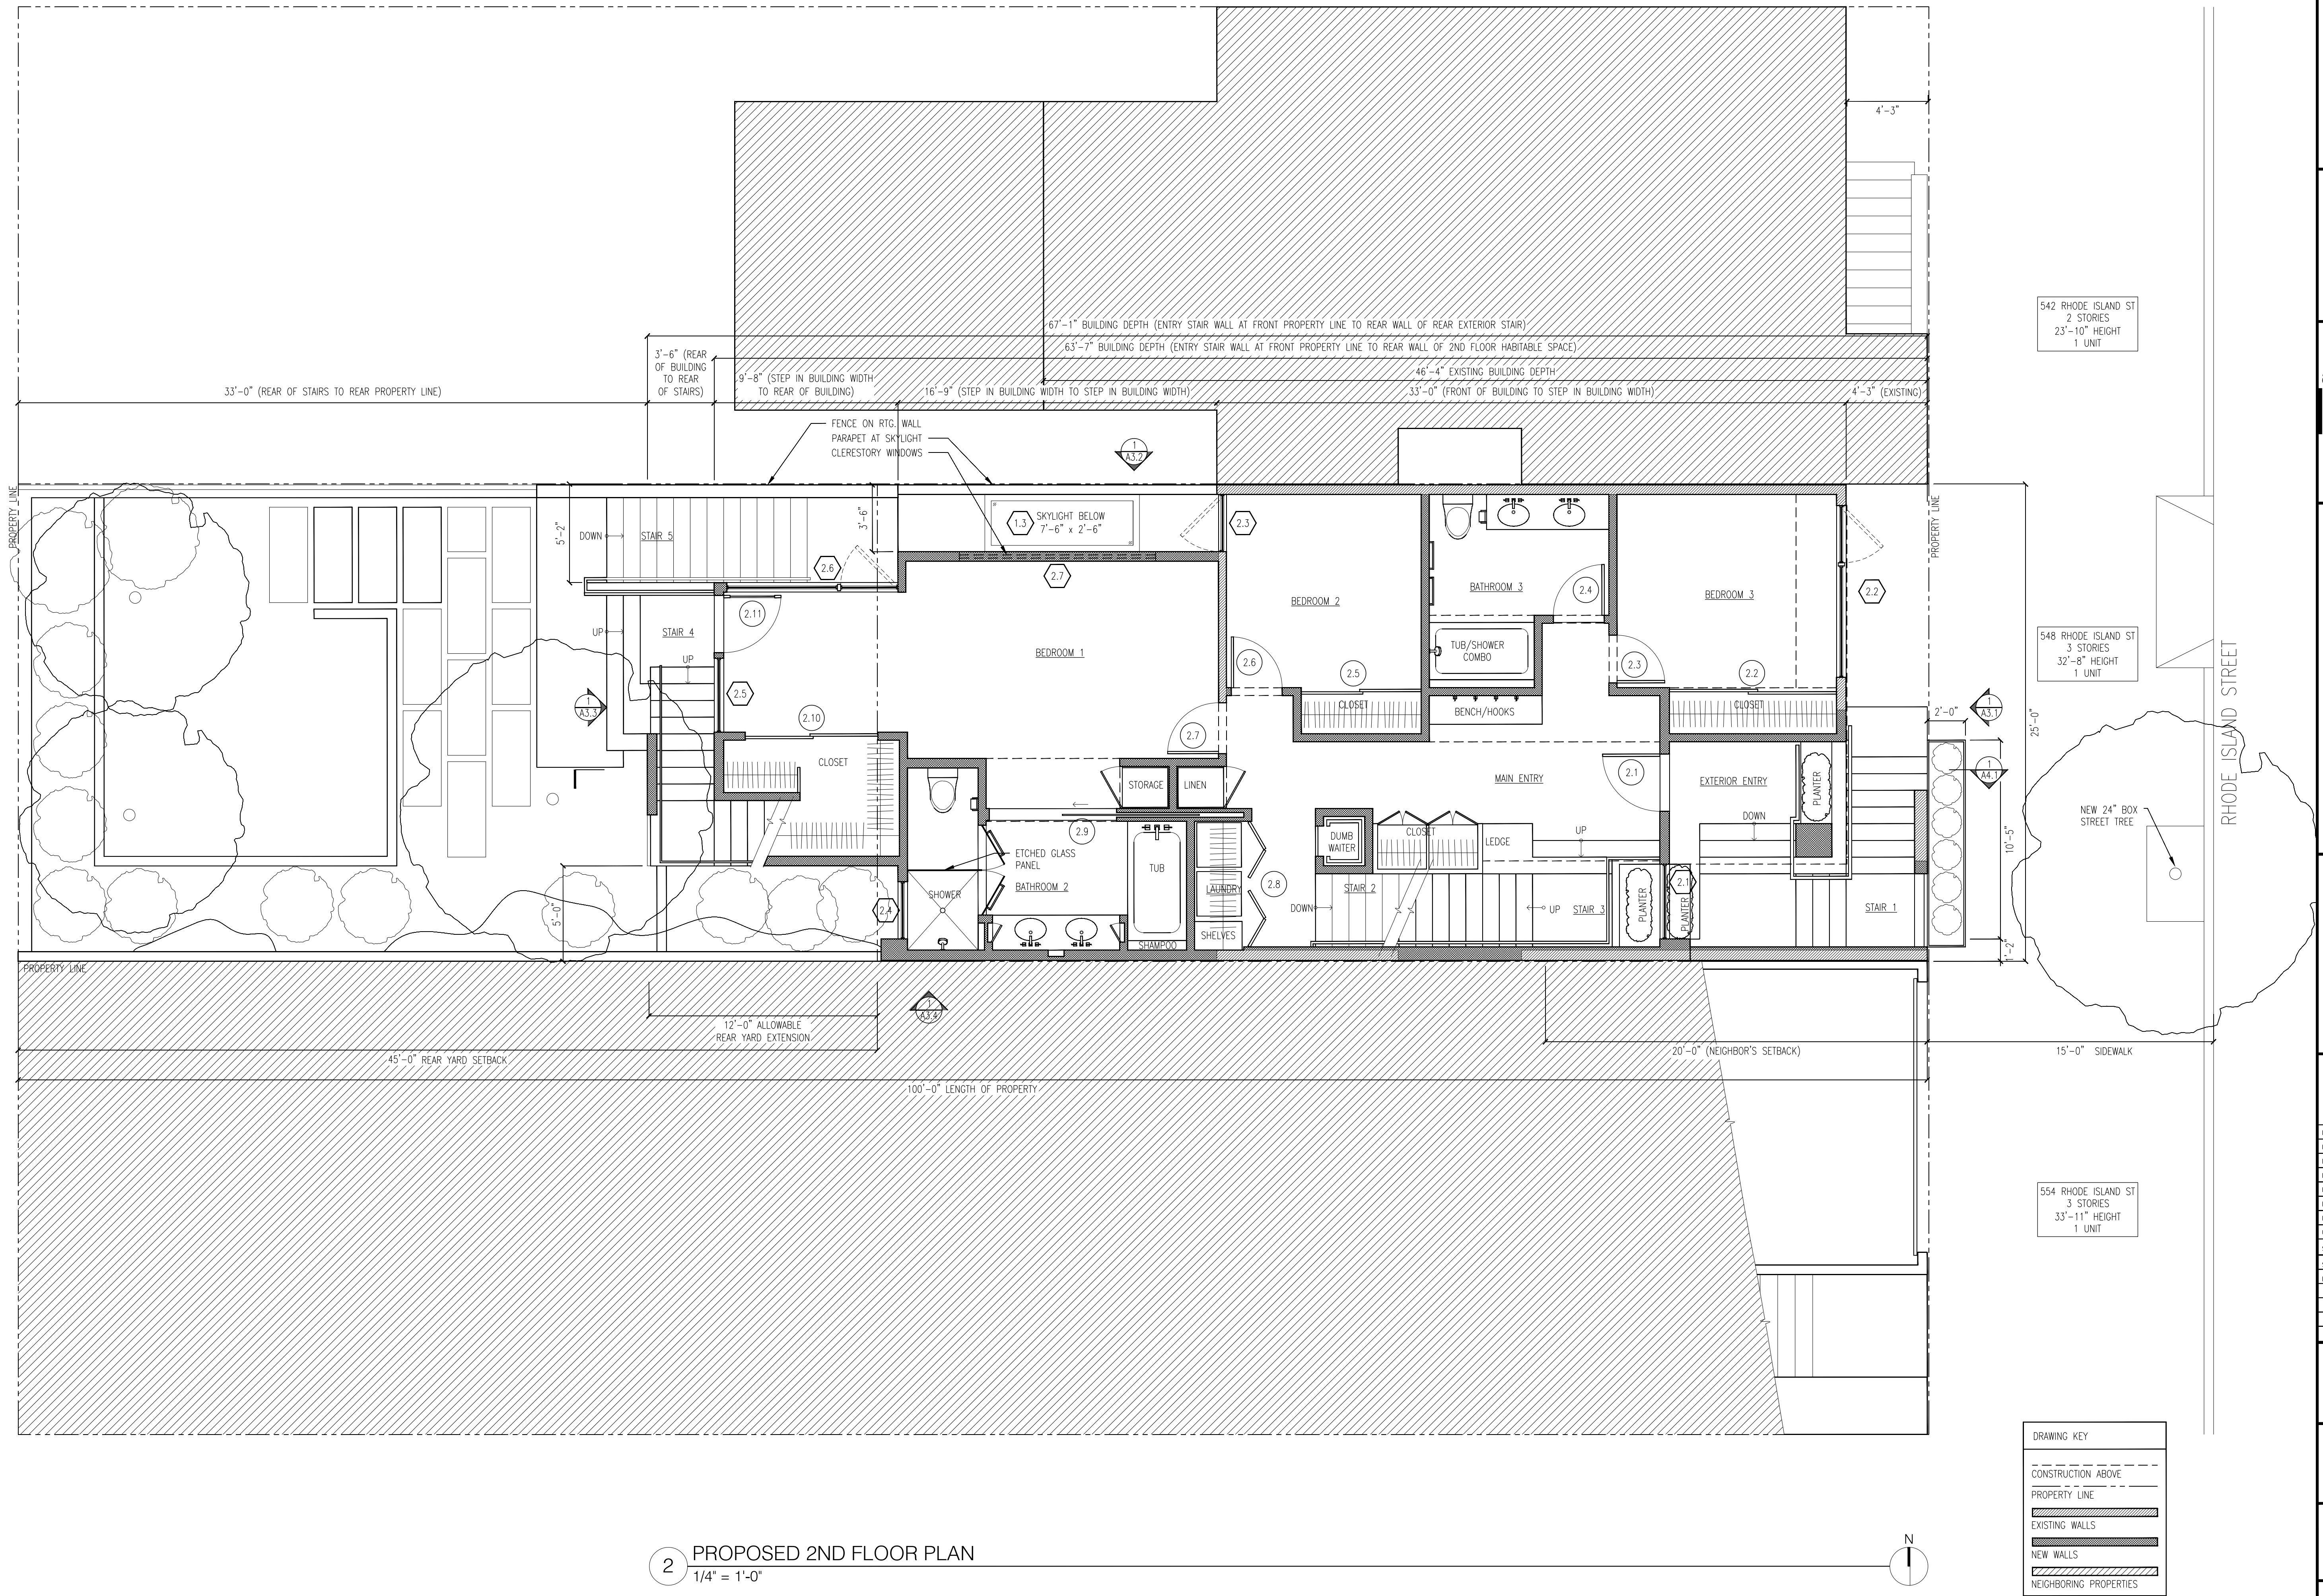 4'-3"
542 RHODE ISLAND ST
2 STORIES
23'-10" HEIGHT
1 UNIT
67'-1" BUILDING DEPTH (ENTRY STAIR WALL AT FRONT PROPERTY LINE TO REAR WALL OF REAR EXTERIOR STAIR)
63'-7" BUILDING DEPTH (ENTRY STAIR WALL AT FRONT PROPERTY LINE TO REAR WALL OF 2ND FLOOR HABITABLE SPACE)
3'-6" (REAR
OF BUILDING
TO REAR
OF STAIRS)
46'-4" EXISTING BUILDING DEPTH
33'-0" (REAR OF STAIRS TO REAR PROPERTY LINE)
9'-8" (STEP IN BUILDING WIDTH
TO REAR OF BUILDING)
16'-9" (STEP IN BUILDING WIDTH TO STEP IN BUILDING WIDTH)
33'-0" (FRONT OF BUILDING TO STEP IN BUILDING WIDTH)
4'-3" (EXISTING)
FENCE ON RTG. WALL
PARAPET AT SKYLIGHT
CLERESTORY WINDOWS
1
A3.2
PROPERTY LINE
PROPERTY LINE
5'-2"
DOWN
STAIR 5
3'-6"
1.3
SKYLIGHT BELOW
7'-6" x 2'-6"
2.3
2.6
2.7
2.11
BEDROOM 2
BATHROOM 3
2.4
BEDROOM 3
2.2
UP
STAIR 4
UP
BEDROOM 1
TUB/SHOWER
COMBO
2.6
2.3
2.5
2.5
2.2
548 RHODE ISLAND ST
3 STORIES
32'-8" HEIGHT
1 UNIT
RHODE ISLAND STREET
1
A3.3
2.10
2.7
CLOSET
BENCH/HOOKS
CLOSET
2'-0"
1
A3.1
25'-0"
CLOSET
STORAGE
LINEN
MAIN ENTRY
2.1
EXTERIOR ENTRY
PLANTER
1
A4.1
NEW 24" BOX
STREET TREE
2.9
DUMB
WAITER
CLOSET
LEDGE
UP
DOWN
10'-5"
ETCHED GLASS
PANEL
BATHROOM 2
TUB
LAUNDRY
2.8
STAIR 2
2.1
5'-0"
2.4
SHOWER
DOWN
UP
STAIR 3
PLANTER
PLANTER
STAIR 1
SHAMPOO
SHELVES
1'-2"
PROPERTY LINE
1
A3.4
12'-0" ALLOWABLE
REAR YARD EXTENSION
45'-0" REAR YARD SETBACK
20'-0" (NEIGHBOR'S SETBACK)
15'-0" SIDEWALK
100'-0" LENGTH OF PROPERTY
554 RHODE ISLAND ST
3 STORIES
33'-11" HEIGHT
1 UNIT
DRAWING KEY
CONSTRUCTION ABOVE
PROPERTY LINE
EXISTING WALLS
NEW WALLS
NEIGHBORING PROPERTIES
2
PROPOSED 2ND FLOOR PLAN
1/4" = 1'-0"
N